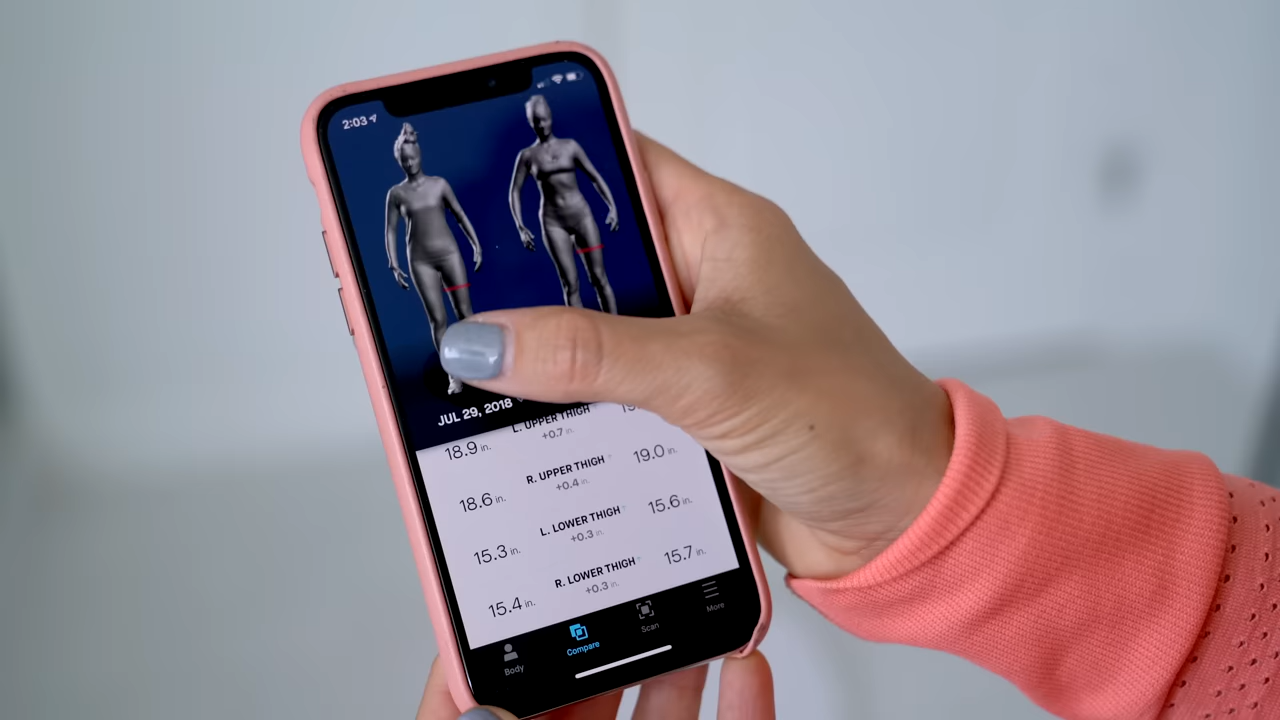 2:03
JUL 29, 2018
L. UPPER THIGH
18.9 in.
+0.7 in.
R. UPPER THIGH
18.6 in. 19.0 in.
+0.4 in.
L. LOWER THIGH
15.3 in. 15.6 in.
+0.3 in.
R. LOWER THIGH
15.4 in. 15.7 in.
+0.3 in.
Body Compare Scan More